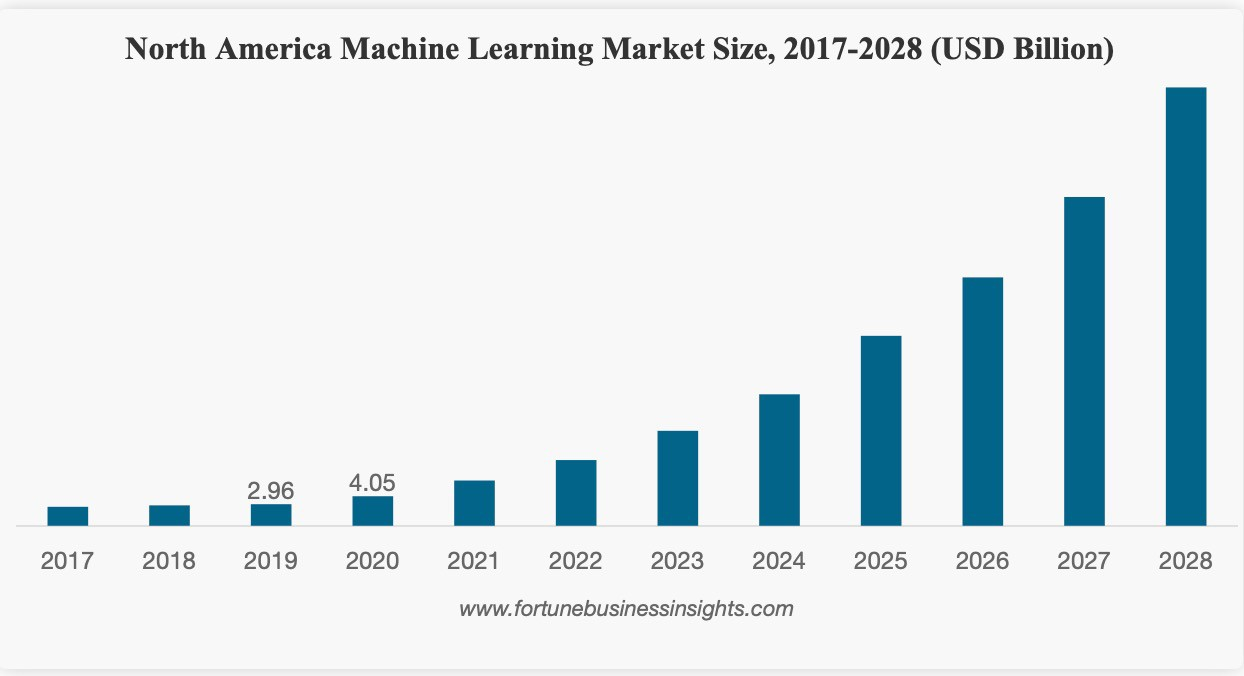 North America Machine Learning Market Size, 2017-2028 (USD Billion)
2.96 4.05
2017 2018 2019 2020 2021 2022 2023 2024 2025 2026 2027 2028
www.fortunebusinessinsights.com